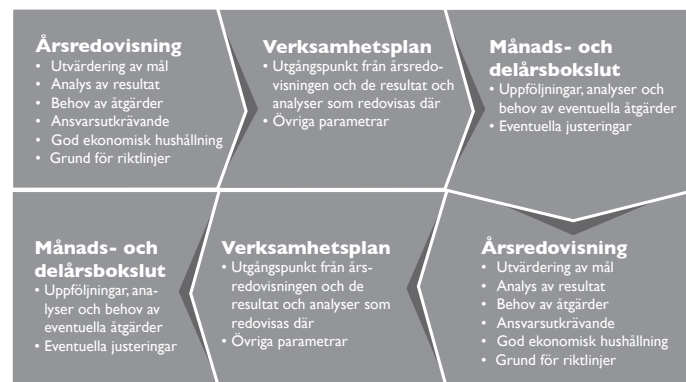 Årsredovisning
• Utvärdering av mål
• Analys av resultat
• Behov av åtgärder
• Ansvarsutkrävande
• God ekonomisk hushållning
• Grund för riktlinjer
Verksamhetsplan
• Utgångspunkt från årsredo-
visningen och de resultat och
analyser som redovisas där
• Övriga parametrar
Månads- och
delårsbokslut
• Uppföljningar, analyser och
behov av eventuella åtgärder
• Eventuella justeringar
Månads- och
delårsbokslut
• Uppföljningar, ana-
lyser och behov av
eventuella åtgärder
• Eventuella justeringar
Verksamhetsplan
• Utgångspunkt från års-
redovisningen och de
resultat och analyser som
redovisas där
• Övriga parametrar
Årsredovisning
• Utvärdering av mål
• Analys av resultat
• Behov av åtgärder
• Ansvarsutkrävande
• God ekonomisk hushållning
• Grund för riktlinjer